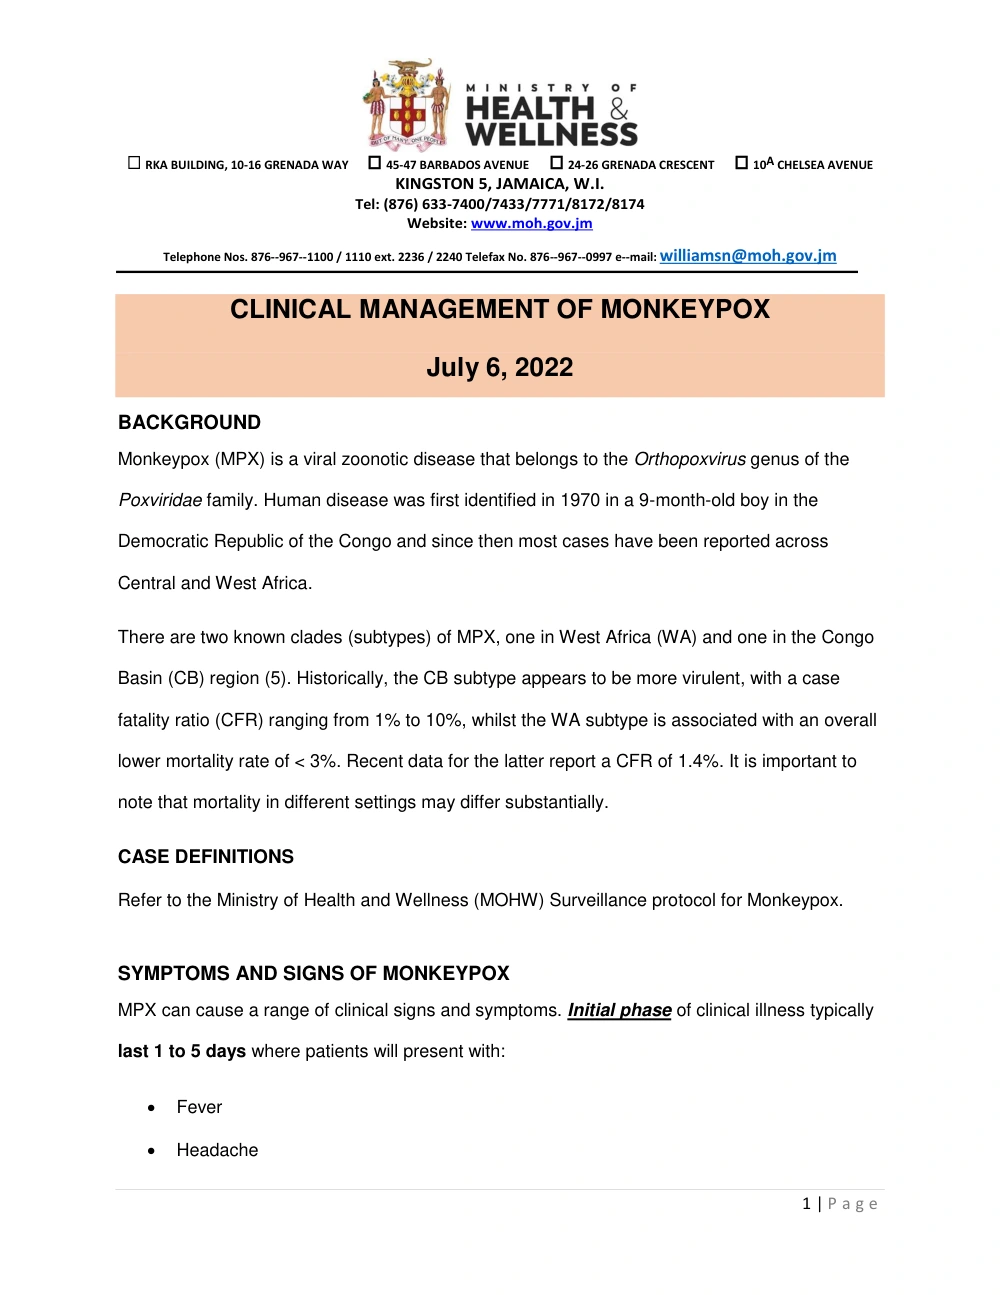 MINISTRY OF
HEALTH &
WELLNESS
OUT OF MANY, ONE PEOPLE
☐ RKA BUILDING, 10-16 GRENADA WAY ☐ 45-47 BARBADOS AVENUE ☐ 24-26 GRENADA CRESCENT ☐ 10A CHELSEA AVENUE
KINGSTON 5, JAMAICA, W.I.
Tel: (876) 633-7400/7433/7771/8172/8174
Website: www.moh.gov.jm
Telephone Nos. 876--967--1100 / 1110 ext. 2236 / 2240 Telefax No. 876--967--0997 e--mail: williamsn@moh.gov.jm
CLINICAL MANAGEMENT OF MONKEYPOX
July 6, 2022
BACKGROUND
Monkeypox (MPX) is a viral zoonotic disease that belongs to the Orthopoxvirus genus of the
Poxviridae family. Human disease was first identified in 1970 in a 9-month-old boy in the
Democratic Republic of the Congo and since then most cases have been reported across
Central and West Africa.
There are two known clades (subtypes) of MPX, one in West Africa (WA) and one in the Congo
Basin (CB) region (5). Historically, the CB subtype appears to be more virulent, with a case
fatality ratio (CFR) ranging from 1% to 10%, whilst the WA subtype is associated with an overall
lower mortality rate of < 3%. Recent data for the latter report a CFR of 1.4%. It is important to
note that mortality in different settings may differ substantially.
CASE DEFINITIONS
Refer to the Ministry of Health and Wellness (MOHW) Surveillance protocol for Monkeypox.
SYMPTOMS AND SIGNS OF MONKEYPOX
MPX can cause a range of clinical signs and symptoms. Initial phase of clinical illness typically
last 1 to 5 days where patients will present with:
• Fever
• Headache
1 | Page